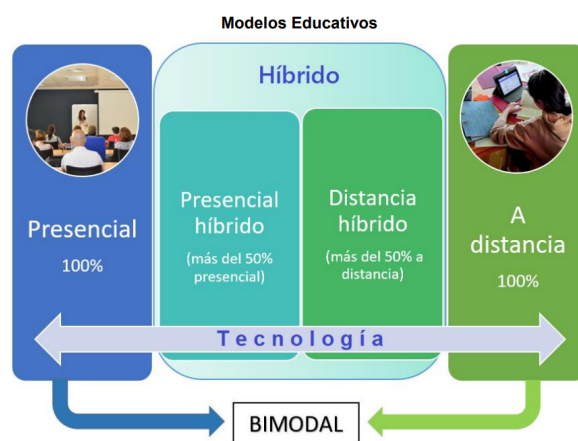 Modelos Educativos
Híbrido
Presencial
100%
Presencial
híbrido
(más del 50%
presencial)
Distancia
híbrido
(más del 50% a
distancia)
A
distancia
100%
Tecnología
BIMODAL